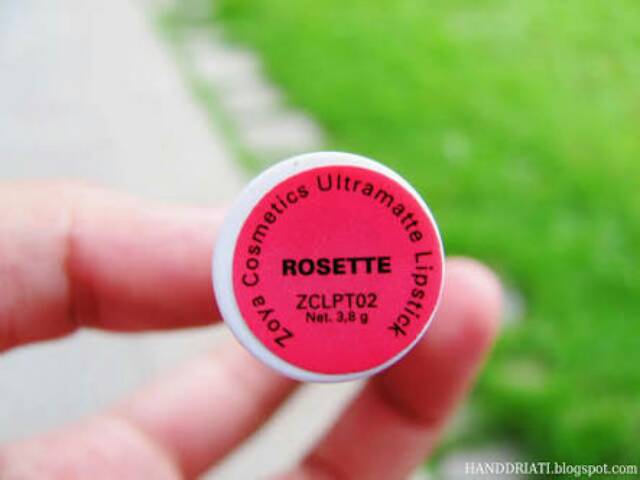 Zoya Cosmetics Ultramatte Lipstick
ROSETTE
ZCLPT02
Net. 3,8 g
HANDDRIATI.blogspot.com